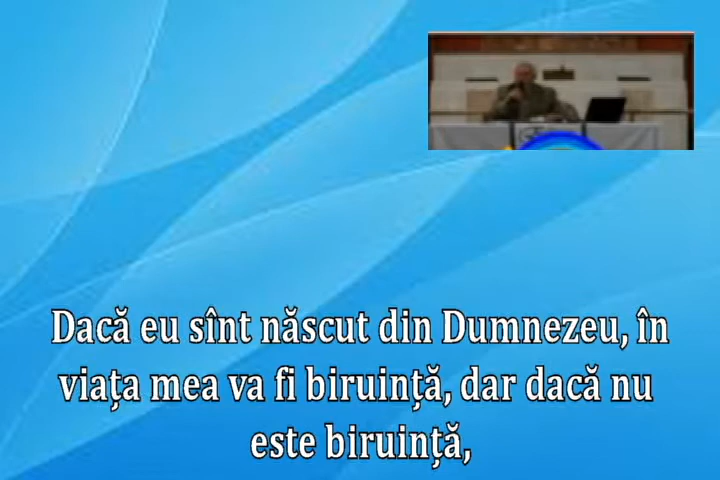 Dacă eu sînt născut din Dumnezeu, în
viața mea va fi biruință, dar dacă nu
este biruință,